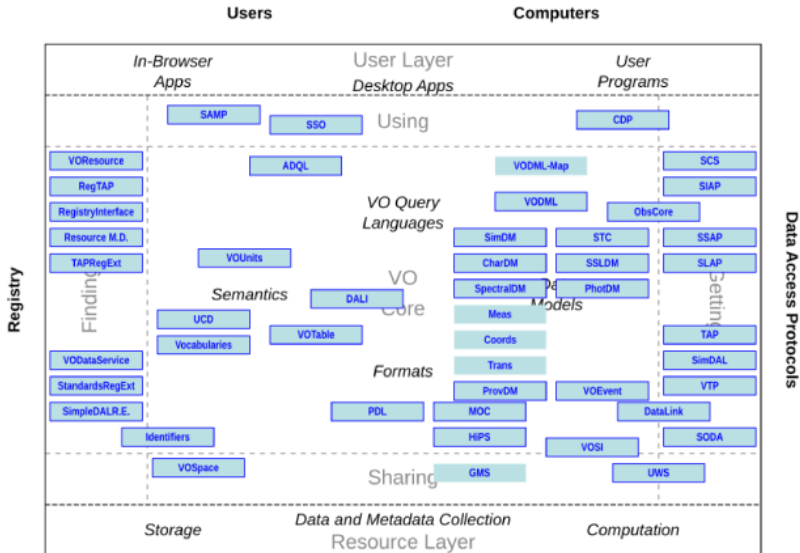 Users
Computers
User Layer
In-Browser
Apps
Desktop Apps
User
Programs
SAMP
SSO
Using
CDP
VOResource
ADQL
VODML-Map
SCS
RegTAP
SIAP
RegistryInterface
VO Query
Languages
VODML
ObsCore
Resource M.D.
SimDM
STC
SSAP
TAPRegExt
VOUnits
CharDM
SSLDM
SLAP
Registry
Finding
Semantics
VO
Core
DALI
SpectralDM
PhotDM
Models
Getting
Data Access Protocols
UCD
Meas
Vocabularies
VOTable
Coords
TAP
VODataService
Formats
Trans
SimDAL
StandardsRegExt
ProvDM
VOEvent
VTP
SimpleDALR.E.
PDL
MOC
DataLink
Identifiers
HiPS
VOSI
SODA
VOSpace
Sharing
GMS
UWS
Storage
Data and Metadata Collection
Computation
Resource Layer